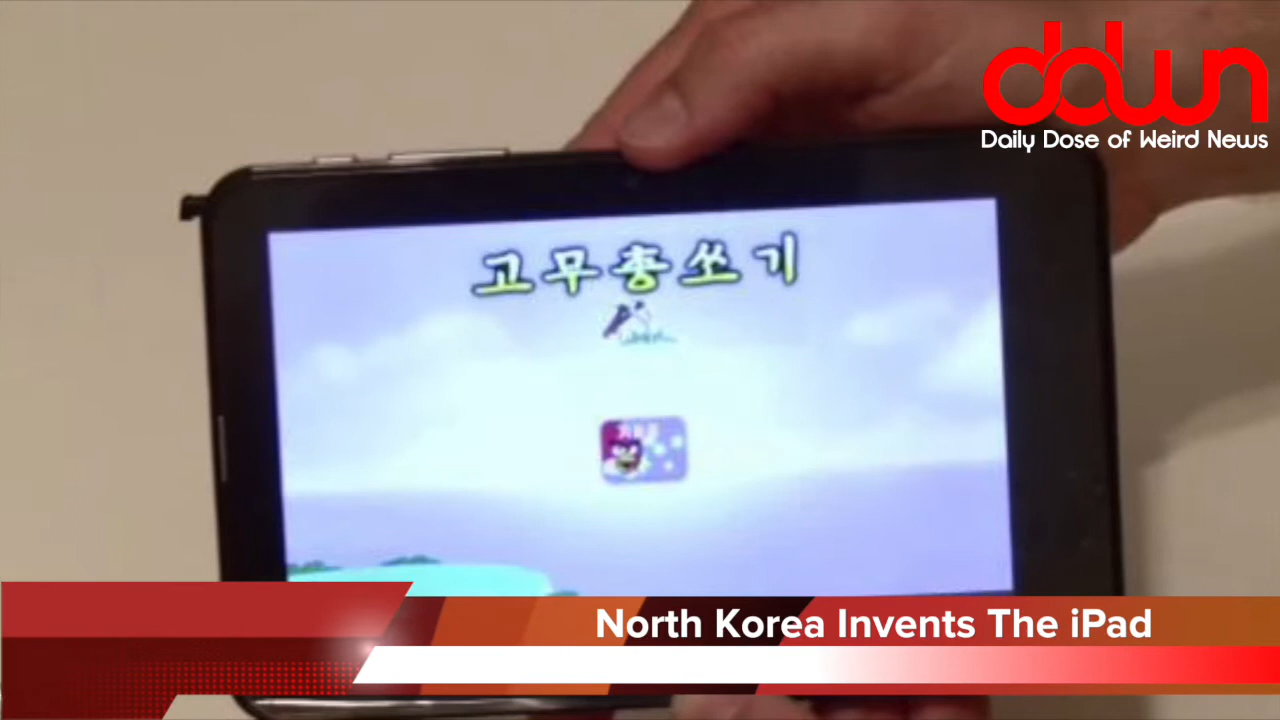 ddwn
Daily Dose of Weird News
고무총쏘기
North Korea Invents The iPad